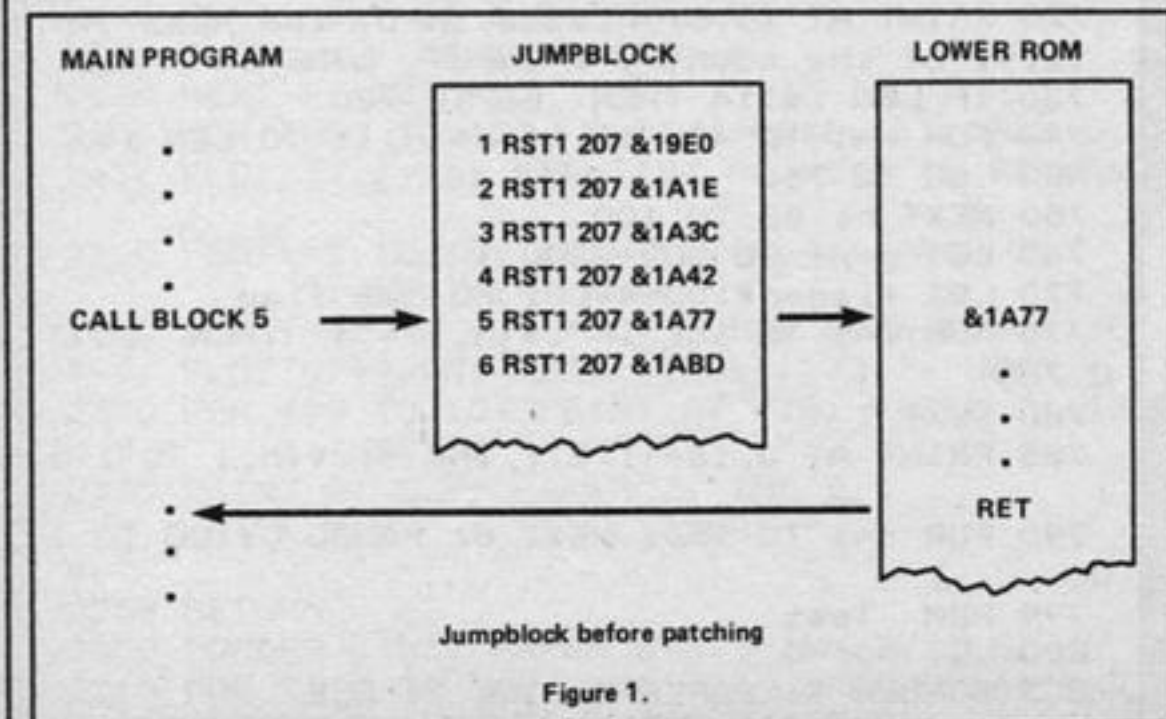 MAIN PROGRAM
JUMPBLOCK
LOWER ROM
1 RST1 207 &19E0
2 RST1 207 &1A1E
3 RST1 207 &1A3C
4 RST1 207 &1A42
CALL BLOCK 5
5 RST1 207 &1A77
&1A77
6 RST1 207 &1ABD
RET
Jumpblock before patching
Figure 1.